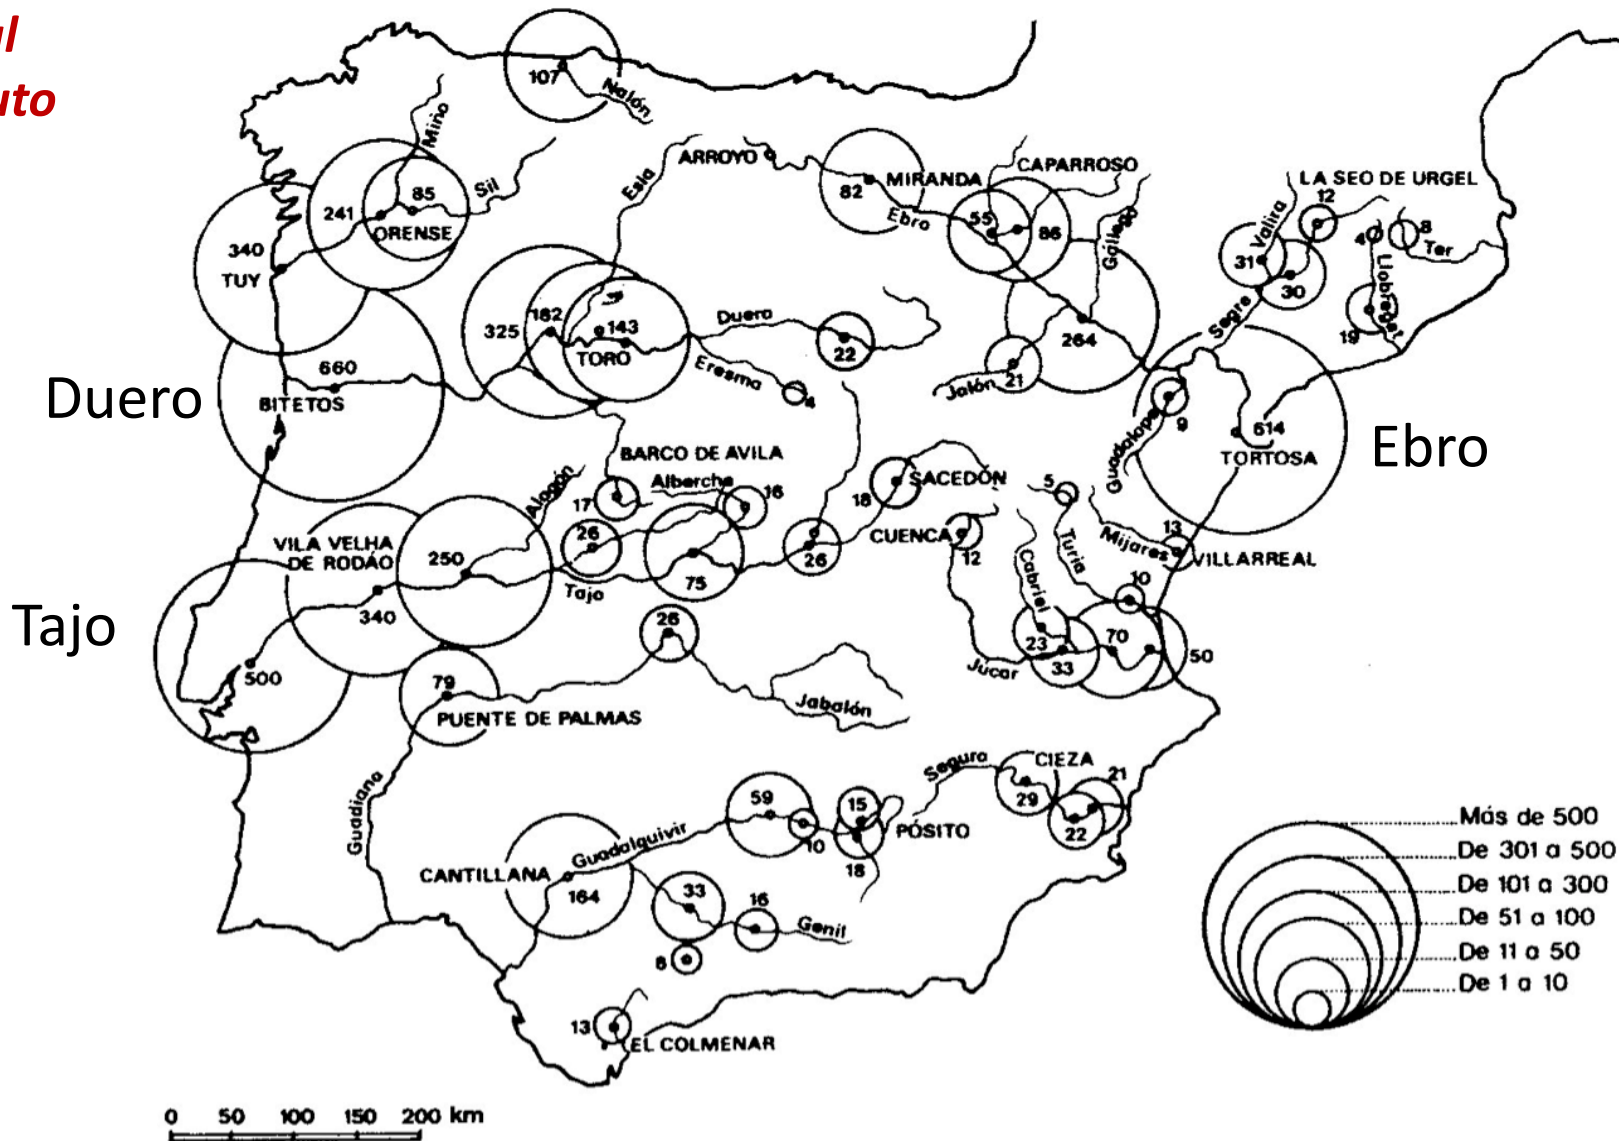 107
Nalón
Miño
85
Sil
241
ORENSE
340
TUY
Esla
ARROYO
82
MIRANDA
Ebro
CAPARROSO
55
86
Gállego
LA SEO DE URGEL
12
Valira
31
30
4
8
Ter
Llobregat
19
Segre
325
182
143
TORO
Duero
22
Eresma
4
264
Jalón
21
660
BITETOS
Duero
9
Guadalope
614
TORTOSA
Ebro
BARCO DE AVILA
Alberche
Alagón
17
16
26
18
SACEDÓN
5
CUENCA
12
Turia
Mijares
13
VILLARREAL
VILA VELHA
DE RODÃO
250
75
26
Tajo
340
Cabriel
10
Tajo
500
26
23
33
70
50
Júcar
79
PUENTE DE PALMAS
Jabalón
Guadiana
Segura
CIEZA
29
21
22
59
10
15
PÓSITO
18
Guadalquivir
CANTILLANA
164
33
16
Genil
8
13
EL COLMENAR
Más de 500
De 301 a 500
De 101 a 300
De 51 a 100
De 11 a 50
De 1 a 10
0 50 100 150 200 km